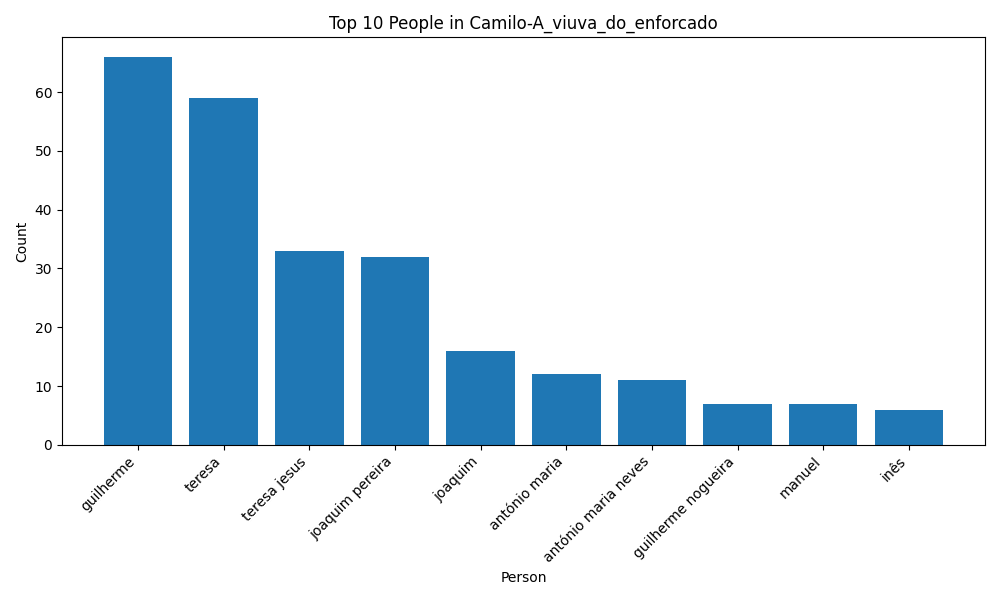 Top 10 People in Camilo-A_viuva_do_enforcado
Count
60
50
40
30
20
10
0
guilherme
teresa
teresa jesus
joaquim pereira
joaquim
antónio maria
antónio maria neves
guilherme nogueira
manuel
inês
Person